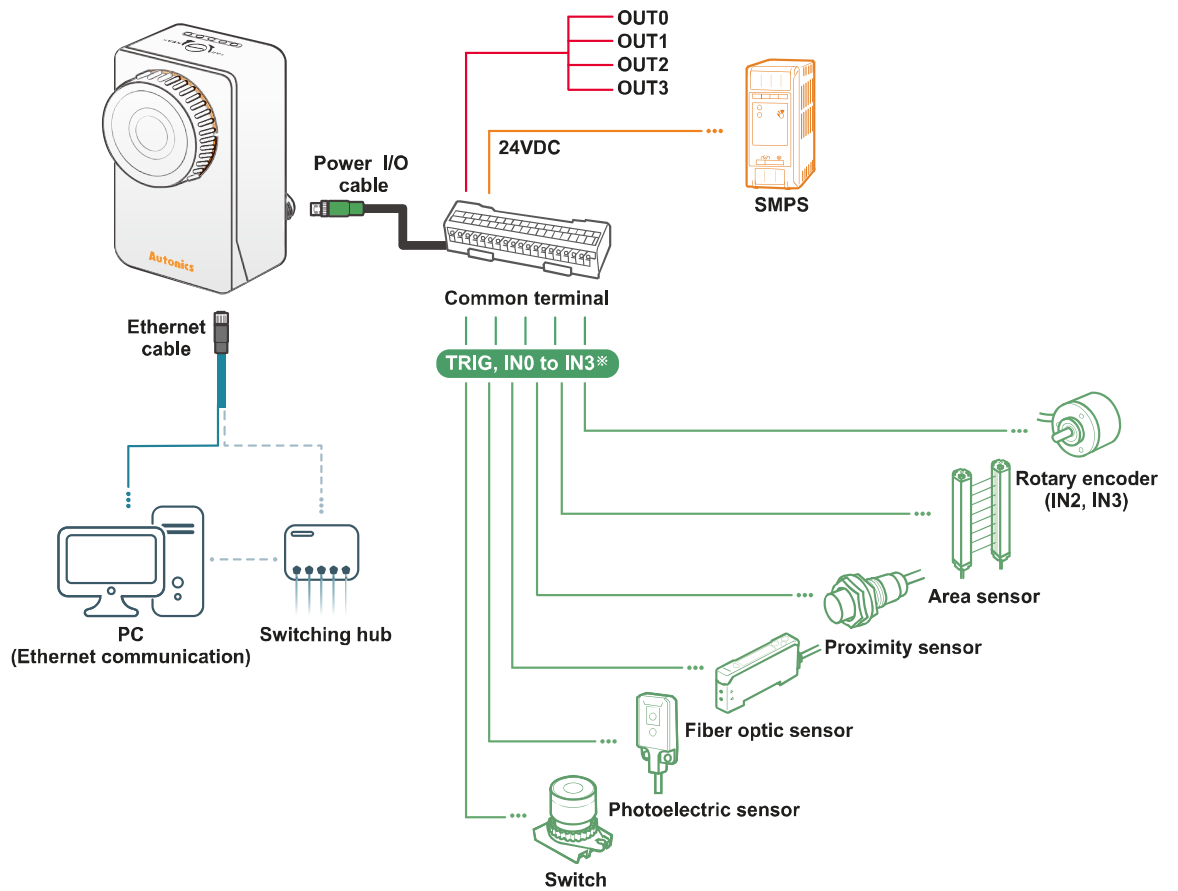 OUT0
OUT1
OUT2
OUT3
24VDC
SMPS
Power I/O
cable
Autonics
Common terminal
Ethernet
cable
TRIG, IN0 to IN3※
Rotary encoder
(IN2, IN3)
Area sensor
PC
(Ethernet communication)
Switching hub
Proximity sensor
Fiber optic sensor
Photoelectric sensor
Switch